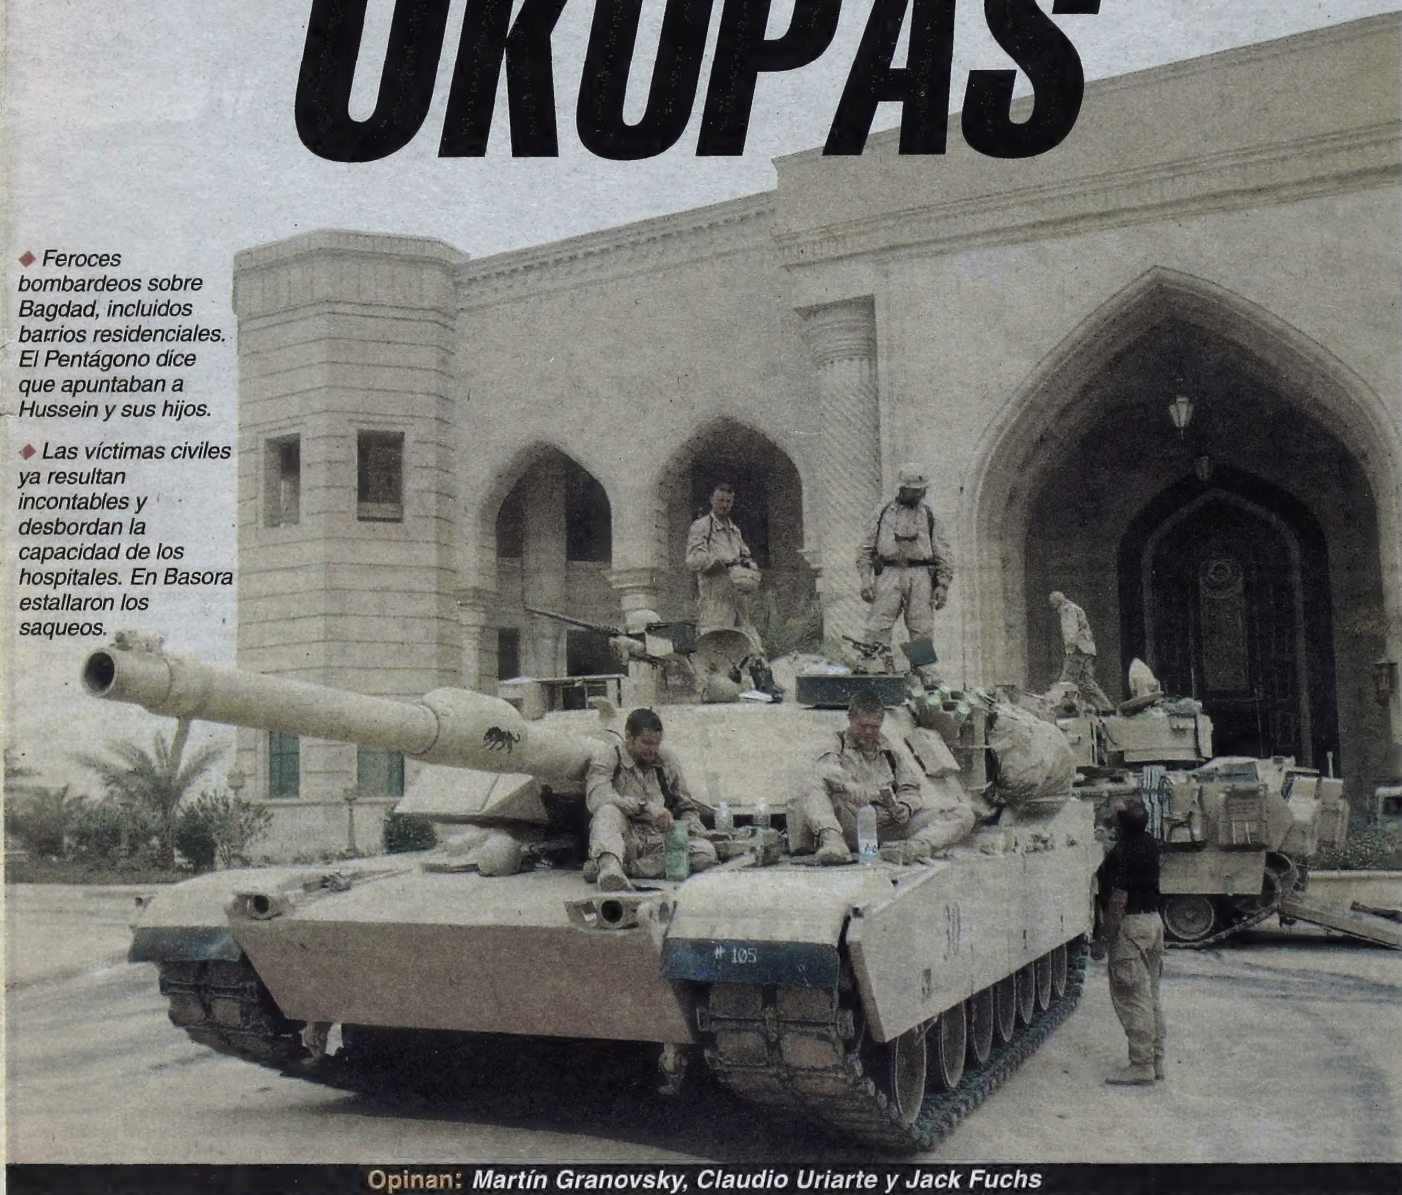 OKUPAS
◆ Feroces
bombardeos sobre
Bagdad, incluidos
barrios residenciales.
El Pentágono dice
que apuntaban a
Hussein y sus hijos.
◆ Las víctimas civiles
ya resultan
incontables y
desbordan la
capacidad de los
hospitales. En Basora
estallaron los
saqueos.
30
# 105
Opinan: Martín Granovsky, Claudio Uriarte y Jack Fuchs